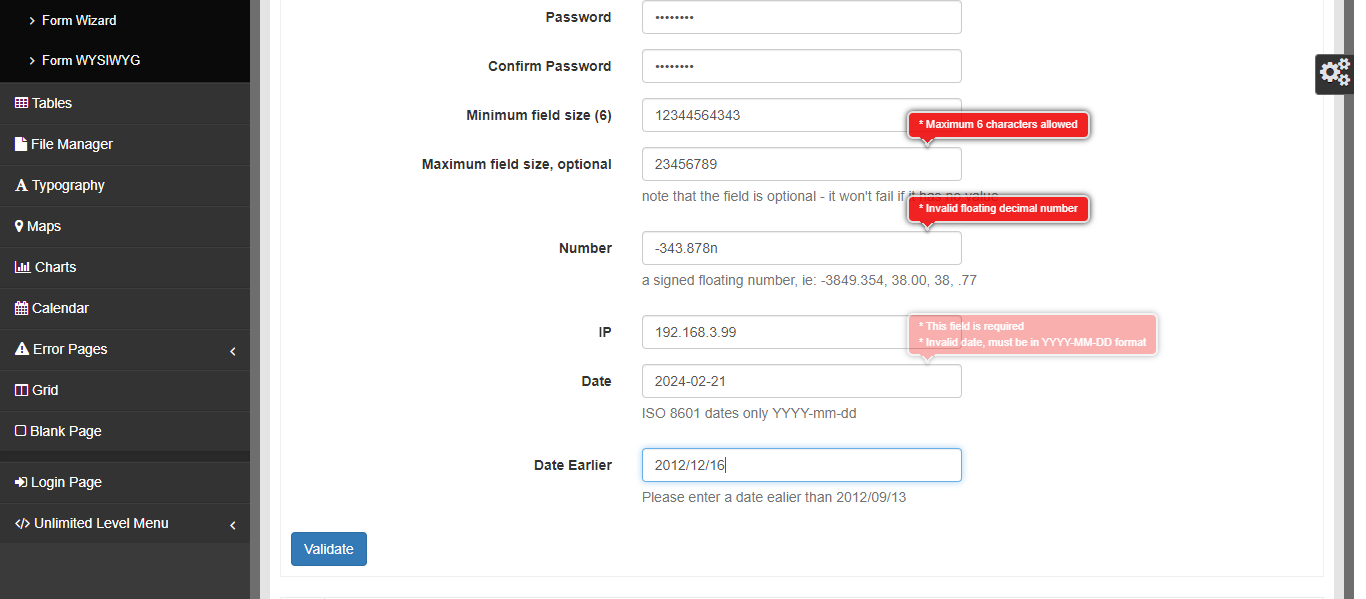 Form Wizard
Form WYSIWYG
Tables
File Manager
Typography
Maps
Charts
Calendar
Error Pages
Grid
Blank Page
Login Page
Unlimited Level Menu
Password ••••••••
Confirm Password ••••••••
Minimum field size (6) 12344564343
* Maximum 6 characters allowed
Maximum field size, optional 23456789
note that the field is optional - it won't fail if it has no value
* Invalid floating decimal number
Number -343.878n
a signed floating number, ie: -3849.354, 38.00, 38, .77
* This field is required
IP 192.168.3.99
* Invalid date, must be in YYYY-MM-DD format
Date 2024-02-21
ISO 8601 dates only YYYY-mm-dd
Date Earlier 2012/12/16
Please enter a date ealier than 2012/09/13
Validate